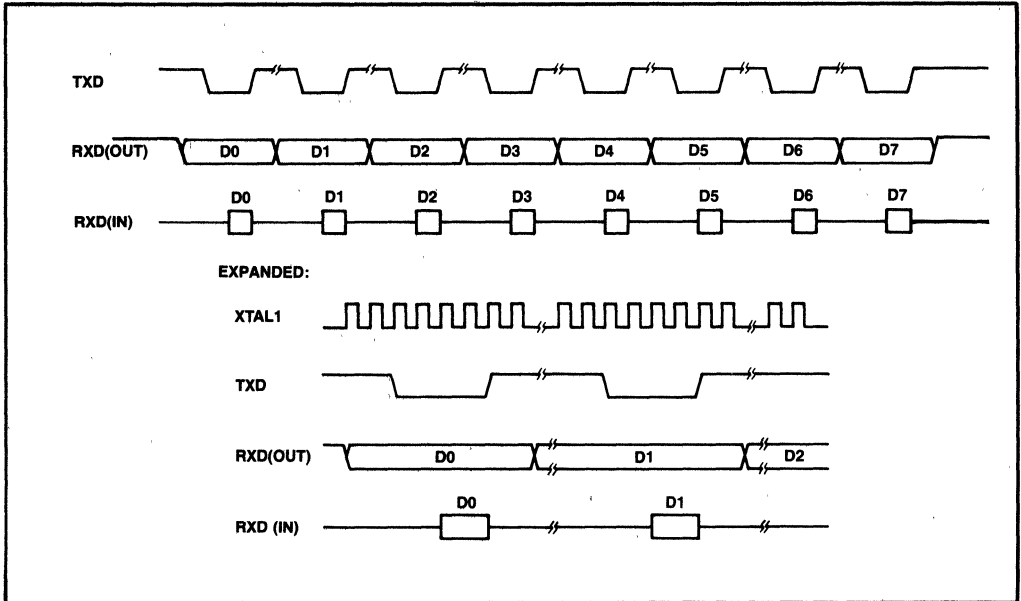 TXD
RXD(OUT) D0 D1 D2 D3 D4 D5 D6 D7
D0 D1 D2 D3 D4 D5 D6 D7
RXD(IN)
EXPANDED:
XTAL1
TXD
RXD(OUT) D0 D1 D2
D0 D1
RXD (IN)